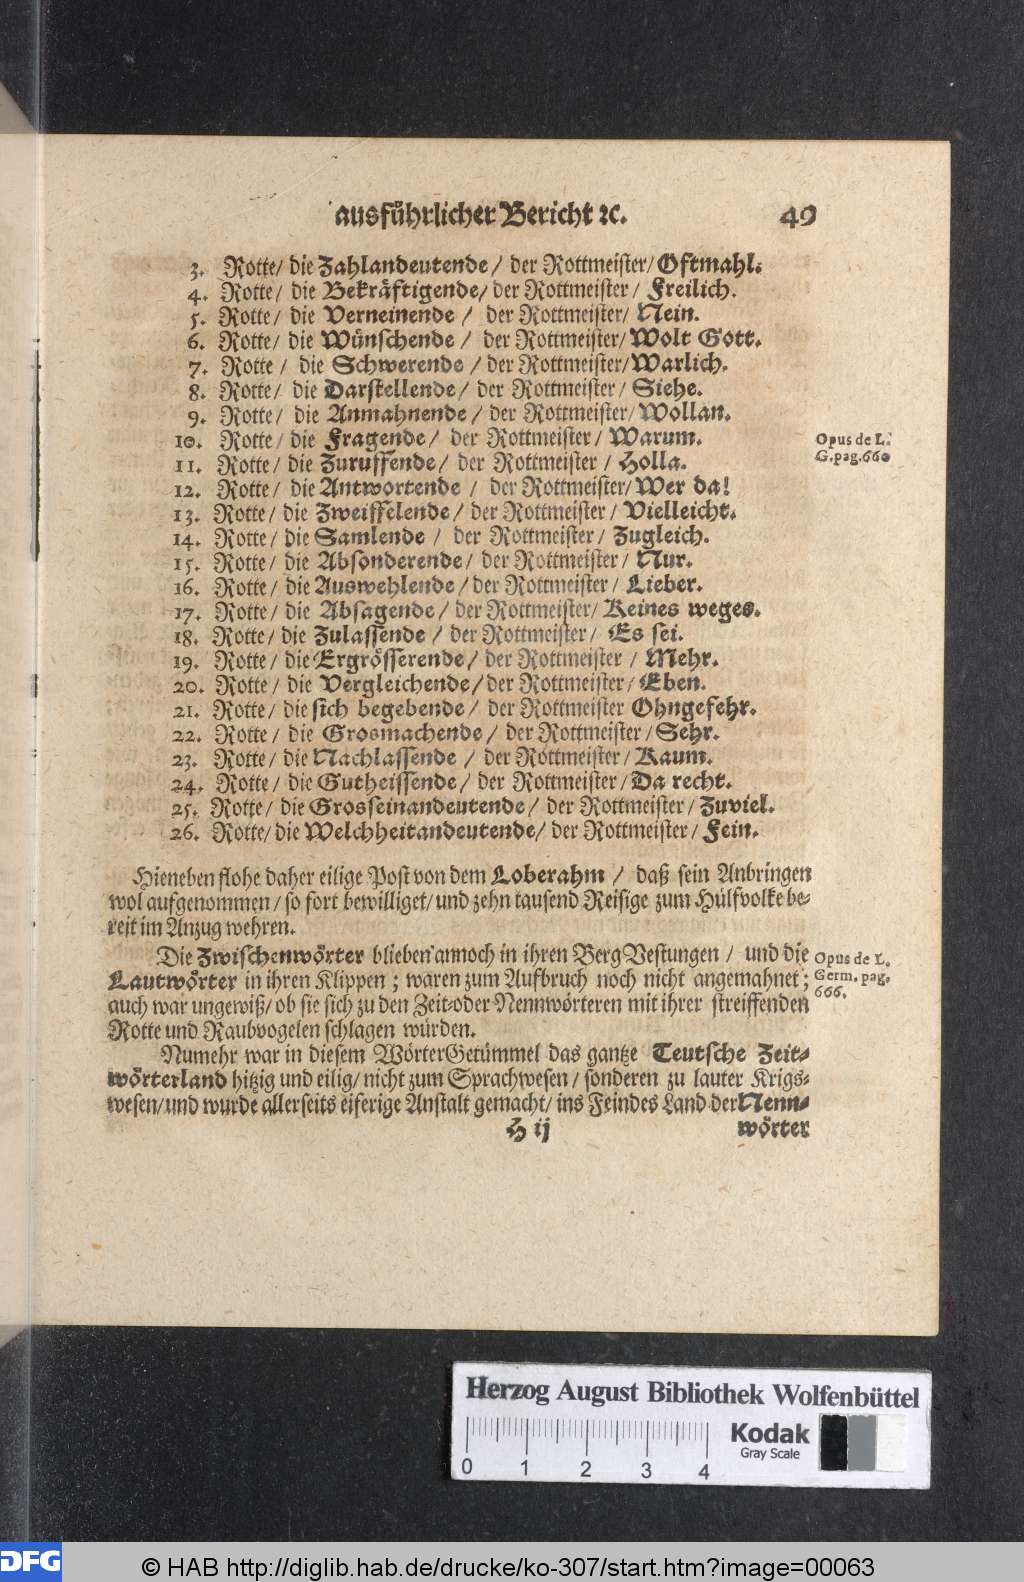 ausführlicher Bericht ꝛc. 49
3. Rotte/ die Zahlandeutende/ der Rottmeister/ Oftmahl.
4. Rotte/ die Bekräftigende/ der Rottmeister/ Freilich.
5. Rotte/ die Verneinende/ der Rottmeister/ Nein.
6. Rotte/ die Wünschende/ der Rottmeister/ Wolt Gott.
7. Rotte/ die Schwerende/ der Rottmeister/ Warlich.
8. Rotte/ die Darstellende/ der Rottmeister/ Siehe.
9. Rotte/ die Anmahnende/ der Rottmeister/ Wollan.
10. Rotte/ die Fragende/ der Rottmeister/ Warum.
Opus de L.
G. pag. 660
11. Rotte/ die Zuruffende/ der Rottmeister/ Holla.
12. Rotte/ die Antwortende/ der Rottmeister/ Wer da!
13. Rotte/ die Zweiffelende/ der Rottmeister/ Vielleicht.
14. Rotte/ die Samlende/ der Rottmeister/ Zugleich.
15. Rotte/ die Absonderende/ der Rottmeister/ Nur.
16. Rotte/ die Auswehlende/ der Rottmeister/ Lieber.
17. Rotte/ die Absagende/ der Rottmeister/ Keines weges.
18. Rotte/ die Zulassende/ der Rottmeister/ Es sei.
19. Rotte/ die Ergrösserende/ der Rottmeister/ Mehr.
20. Rotte/ die Vergleichende/ der Rottmeister/ Eben.
21. Rotte/ die sich begebende/ der Rottmeister Ohngefehr.
22. Rotte/ die Grosmachende/ der Rottmeister/ Sehr.
23. Rotte/ die Nachlassende/ der Rottmeister/ Kaum.
24. Rotte/ die Gutheissende/ der Rottmeister/ Da recht.
25. Rotte/ die Grosseinandeutende/ der Rottmeister/ Zuviel.
26. Rotte/ die Welchheitandeutende/ der Rottmeister/ Fein.
Hieneben flohe daher eilige Post von dem Loberahm/ daß sein Anbringen
wol aufgenommen/ so fort bewilliget/ und zehn tausend Reisige zum Hülfvolke be-
reit im Anzug wehren.
Die Zwischenwörter blieben annoch in ihren BergVestungen/ und die
Lautwörter in ihren Klippen; waren zum Aufbruch noch nicht angemahnet;
auch war ungewiß/ ob sie sich zu den Zeit-oder Nennwörteren mit ihrer streiffenden
Rotte und Raubvogelen schlagen würden.
Opus de L.
Germ. pag.
666.
Numehr war in diesem WörterGetümmel das gantze Teutsche Zeit-
wörterland hitzig und eilig/ nicht zum Sprachwesen/ sonderen zu lauter Krigs-
wesen/ und wurde allerseits eiferige Anstalt gemacht/ ins Feindes Land der Nenn-
H ij wörter
Herzog August Bibliothek Wolfenbüttel
Kodak
Gray Scale
0 1 2 3 4
DFG
© HAB http://diglib.hab.de/drucke/ko-307/start.htm?image=00063